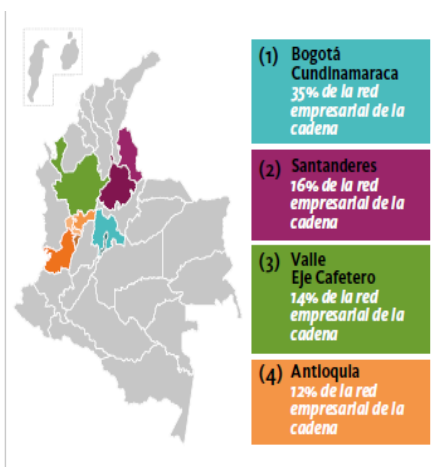 (1) Bogotá
Cundinamaraca
35% de la red
empresarial de la
cadena
(2) Santanderes
16% de la red
empresarial de la
cadena
(3) Valle
Eje Cafetero
14% de la red
empresarial de la
cadena
(4) Antioquia
12% de la red
empresarial de la
cadena